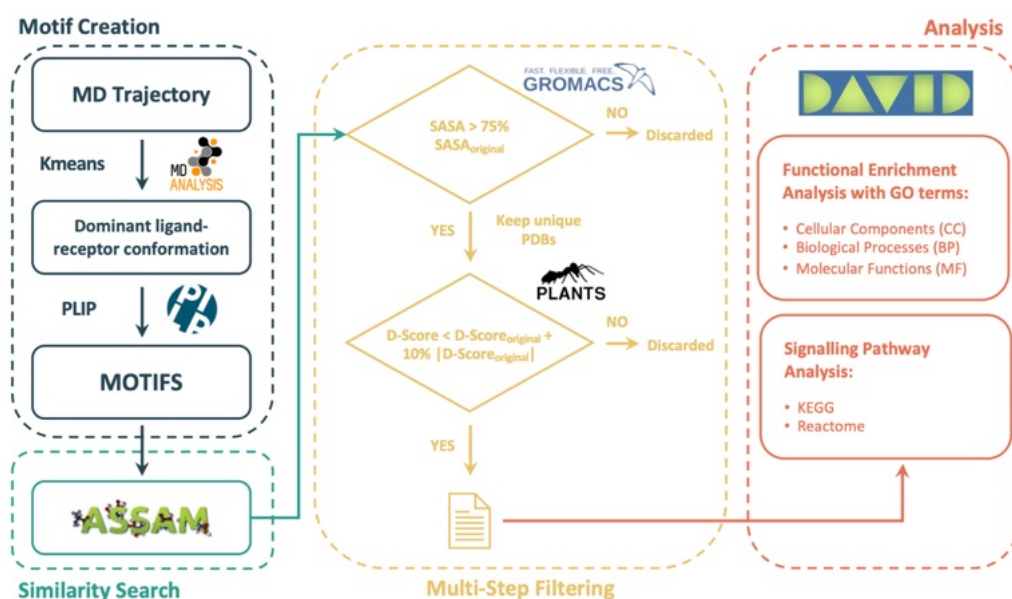 Motif Creation
MD Trajectory
Kmeans
MD
ANALYSIS
Dominant ligand-
receptor conformation
PLIP
PLIP
MOTIFS
ASSAM
Similarity Search
FAST. FLEXIBLE. FREE.
GROMACS
SASA > 75%
SASAoriginal
NO
Discarded
YES
Keep unique
PDBs
PLANTS
D-Score < D-Scoreoriginal +
10% |D-Scoreoriginal|
NO
Discarded
YES
Multi-Step Filtering
Analysis
DAVID
Functional Enrichment
Analysis with GO terms:
• Cellular Components (CC)
• Biological Processes (BP)
• Molecular Functions (MF)
Signalling Pathway
Analysis:
• KEGG
• Reactome